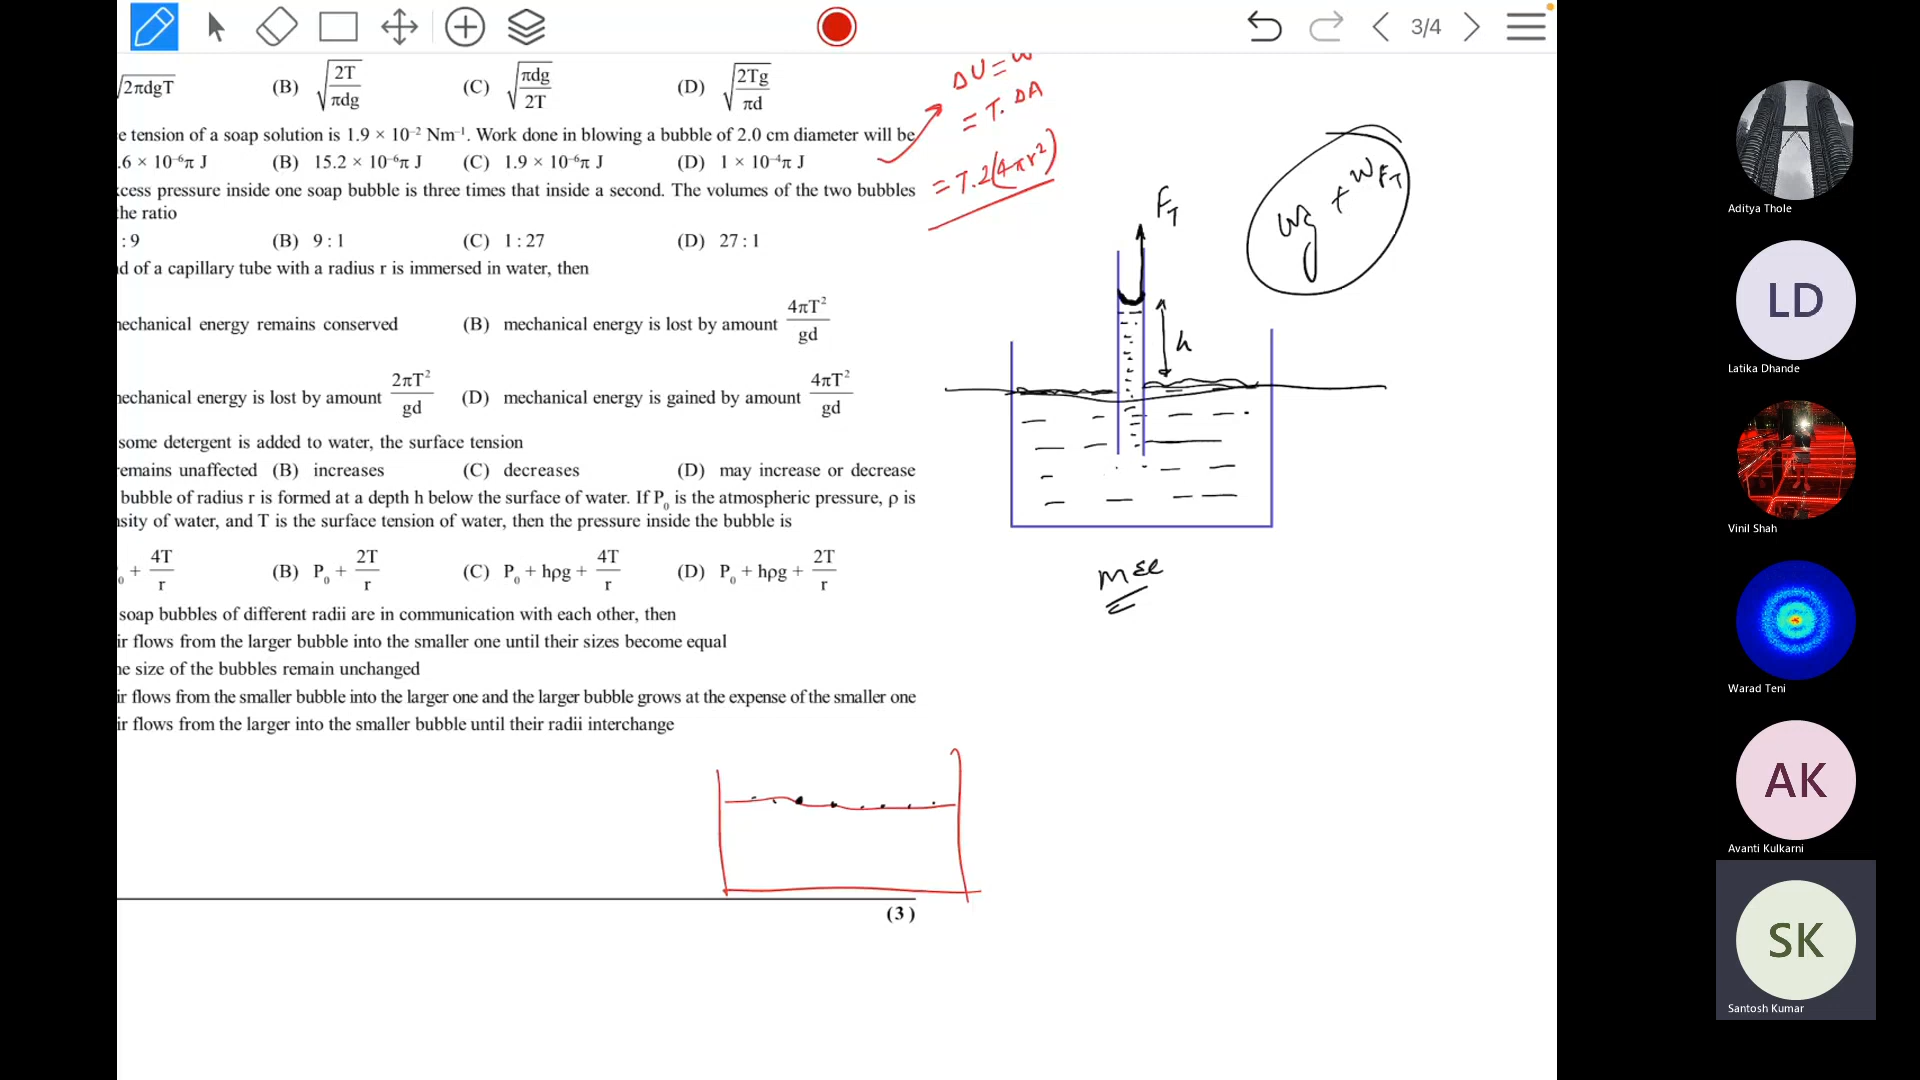 3/4
√2πdgT (B) √2T/πdg (C) √πdg/2T (D) √2Tg/πd
e tension of a soap solution is 1.9 × 10⁻² Nm⁻¹. Work done in blowing a bubble of 2.0 cm diameter will be
.6 × 10⁻⁶π J (B) 15.2 × 10⁻⁶π J (C) 1.9 × 10⁻⁶π J (D) 1 × 10⁻⁴π J
xcess pressure inside one soap bubble is three times that inside a second. The volumes of the two bubbles
the ratio
: 9 (B) 9 : 1 (C) 1 : 27 (D) 27 : 1
nd of a capillary tube with a radius r is immersed in water, then
mechanical energy remains conserved (B) mechanical energy is lost by amount 4πT²/gd
mechanical energy is lost by amount 2πT²/gd (D) mechanical energy is gained by amount 4πT²/gd
some detergent is added to water, the surface tension
remains unaffected (B) increases (C) decreases (D) may increase or decrease
bubble of radius r is formed at a depth h below the surface of water. If P₀ is the atmospheric pressure, ρ is
nsity of water, and T is the surface tension of water, then the pressure inside the bubble is
₀ + 4T/r (B) P₀ + 2T/r (C) P₀ + hρg + 4T/r (D) P₀ + hρg + 2T/r
soap bubbles of different radii are in communication with each other, then
ir flows from the larger bubble into the smaller one until their sizes become equal
he size of the bubbles remain unchanged
ir flows from the smaller bubble into the larger one and the larger bubble grows at the expense of the smaller one
ir flows from the larger into the smaller bubble until their radii interchange
(3)
ΔU = W
= T. ΔA
= T.2(4πr²)
F_T
Wg + W_FT
h
Aditya Thole
LD
Latika Dhande
Vinil Shah
Warad Teni
AK
Avanti Kulkarni
SK
Santosh Kumar